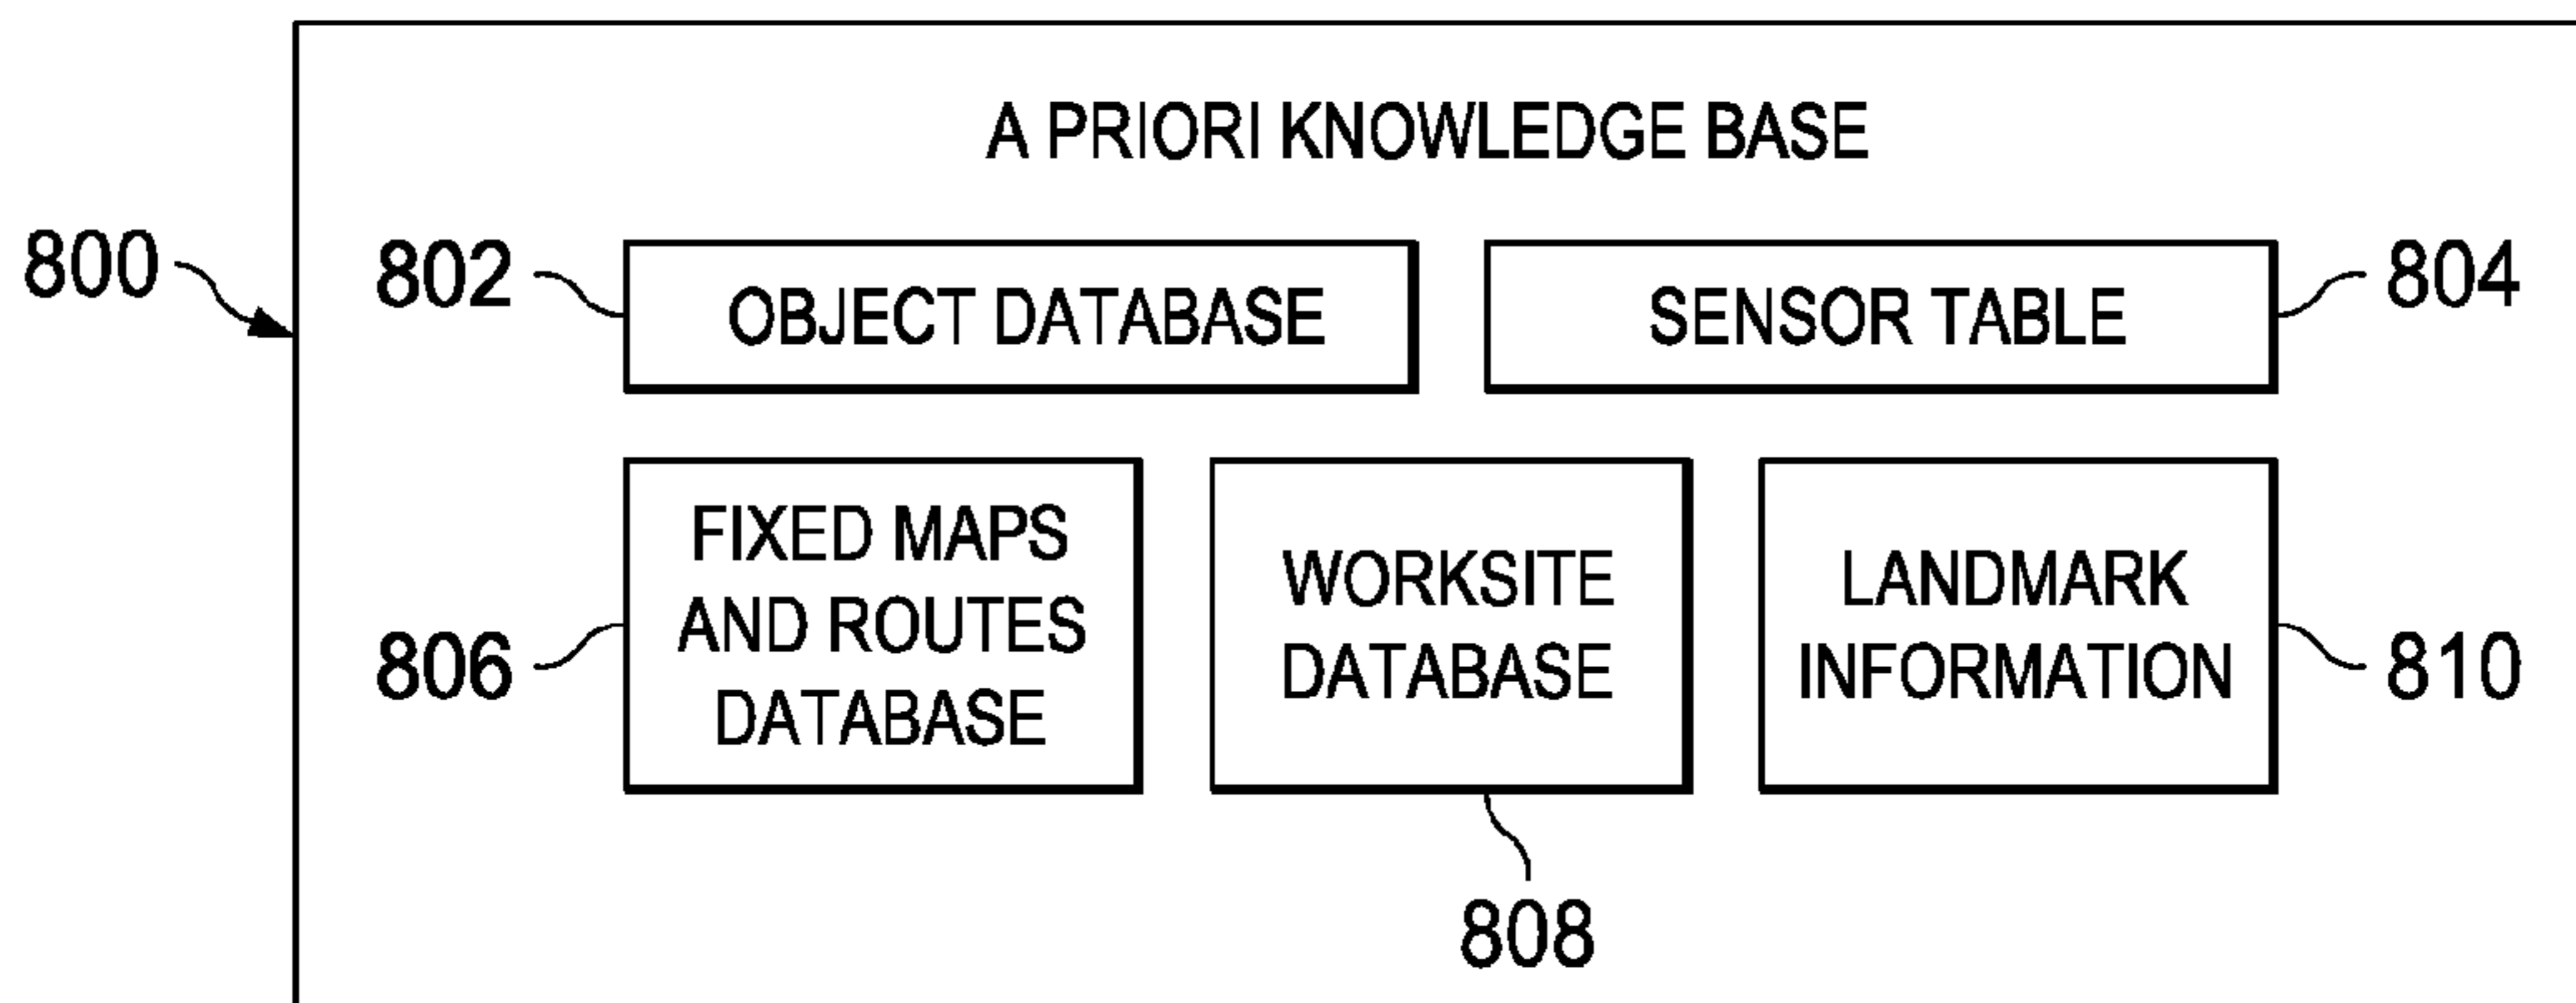 A PRIORI KNOWLEDGE BASE
800
802
OBJECT DATABASE
SENSOR TABLE
804
806
FIXED MAPS
AND ROUTES
DATABASE
WORKSITE
DATABASE
LANDMARK
INFORMATION
810
808